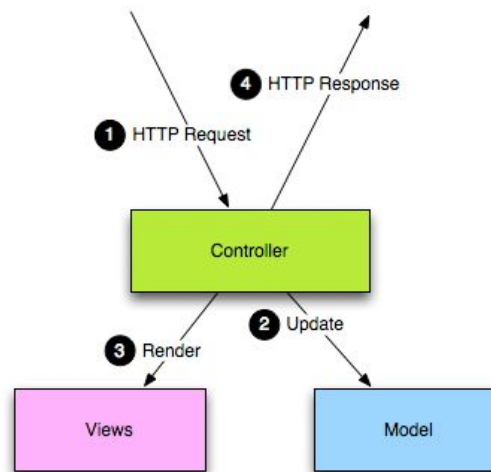 4 HTTP Response
1 HTTP Request
Controller
2 Update
3 Render
Views
Model